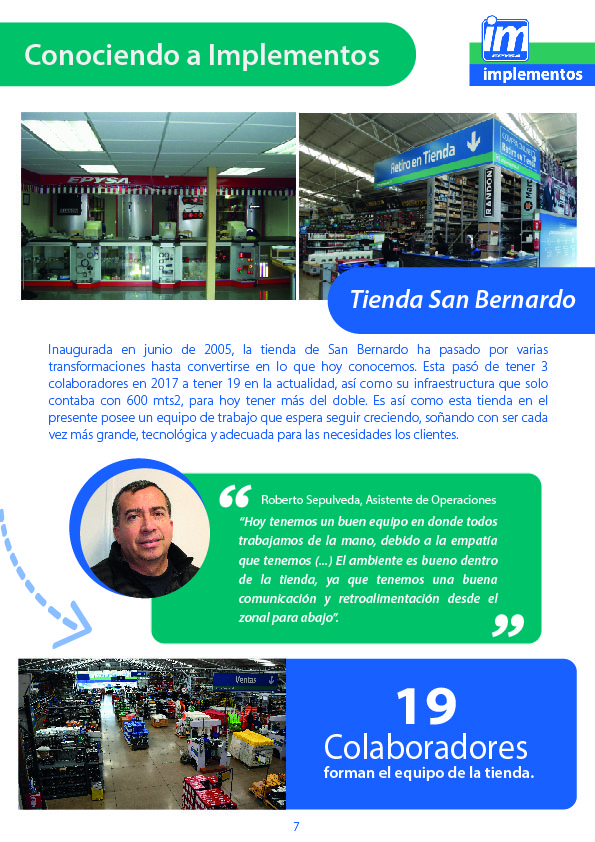 Conociendo a Implementos
im
EPYSA
implementos
EPYSA
Retiro en Tienda
Retiro en Tienda
RANDON
Tienda San Bernardo
Inaugurada en junio de 2005, la tienda de San Bernardo ha pasado por varias
transformaciones hasta convertirse en lo que hoy conocemos. Esta pasó de tener 3
colaboradores en 2017 a tener 19 en la actualidad, así como su infraestructura que solo
contaba con 600 mts2, para hoy tener más del doble. Es así como esta tienda en el
presente posee un equipo de trabajo que espera seguir creciendo, soñando con ser cada
vez más grande, tecnológica y adecuada para las necesidades los clientes.
“ Roberto Sepulveda, Asistente de Operaciones
“Hoy tenemos un buen equipo en donde todos
trabajamos de la mano, debido a la empatía
que tenemos (...) El ambiente es bueno dentro
de la tienda, ya que tenemos una buena
comunicación y retroalimentación desde el
zonal para abajo”.
”
Ventas
19
Colaboradores
forman el equipo de la tienda.
7